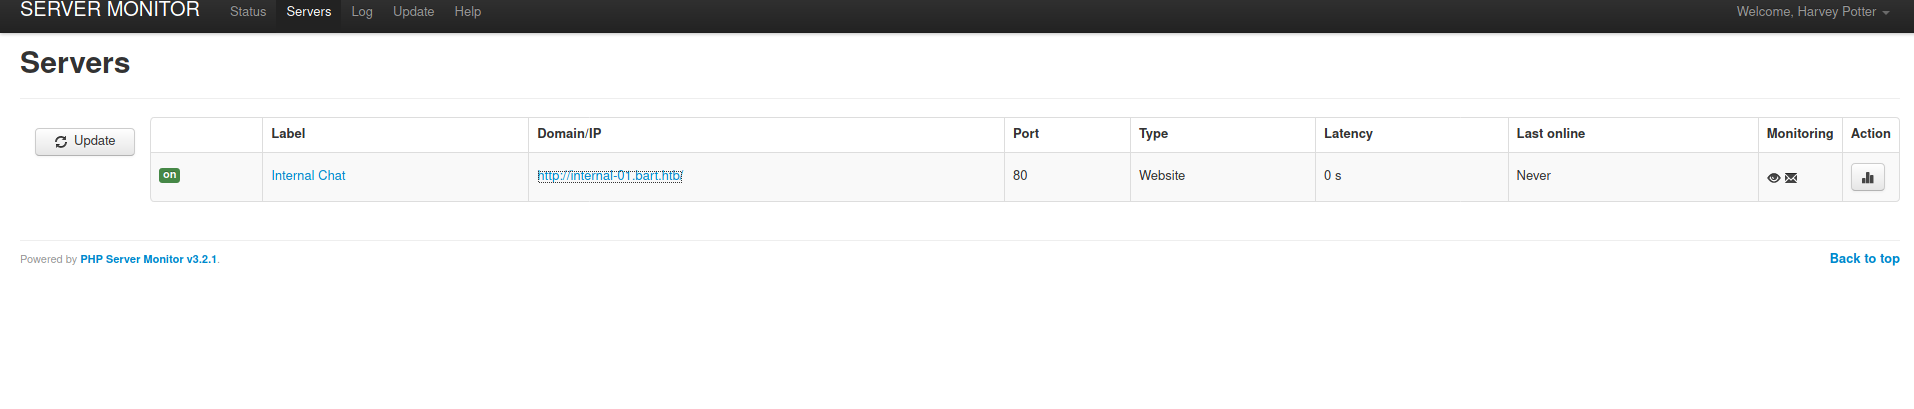 SERVER MONITOR Status Servers Log Update Help Welcome, Harvey Potter
Servers
Update
Label Domain/IP Port Type Latency Last online Monitoring Action
on Internal Chat http://internal-01.bart.htb/ 80 Website 0 s Never
Powered by PHP Server Monitor v3.2.1. Back to top